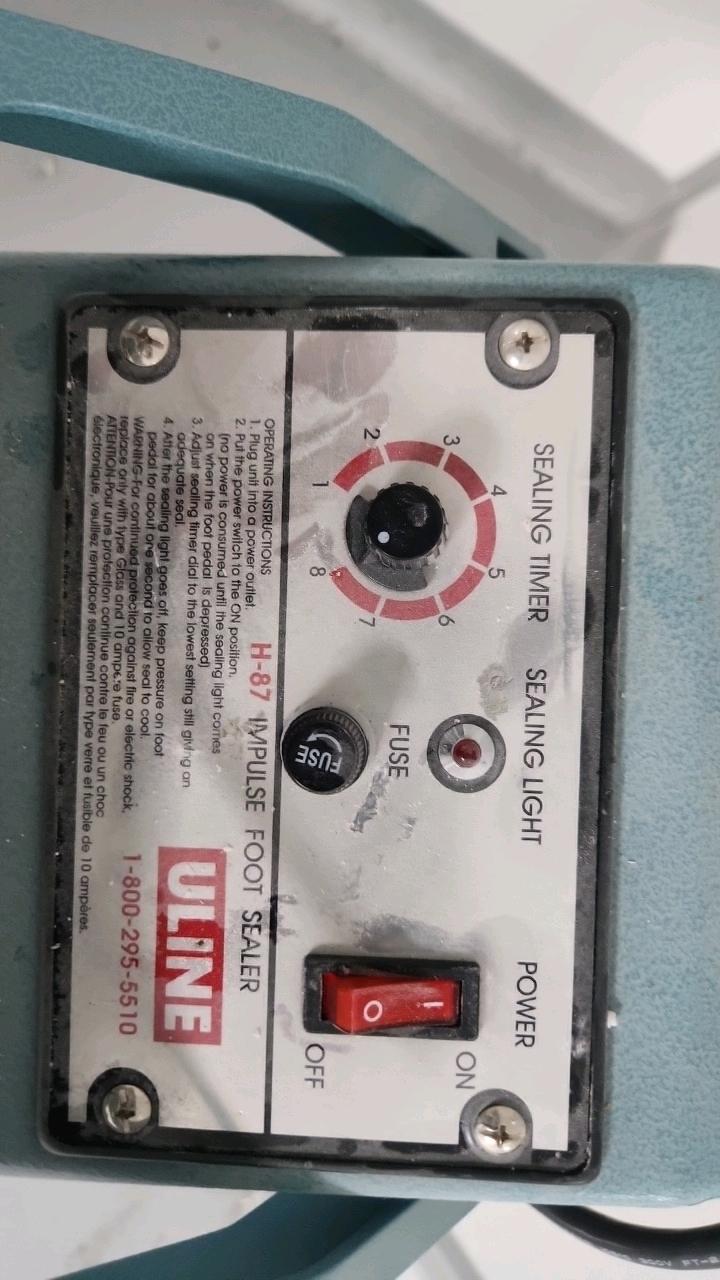 SEALING TIMER
SEALING LIGHT
POWER
1
2
3
4
5
6
7
8
FUSE
FUSE
ON
OFF
H-87 IMPULSE FOOT SEALER
OPERATING INSTRUCTIONS
1. Plug unit into a power outlet.
2. Put the power switch to the ON position.
(no power is consumed until the sealing light comes
on when the foot pedal is depressed)
3. Adjust sealing timer dial to the lowest setting still giving an
adequate seal.
4. After the sealing light goes off, keep pressure on foot
pedal for about one second to allow seal to cool.
WARNING-For continued protection against fire or electric shock,
replace only with type Glass and 10 ampere fuse.
ATTENTION-Pour une protection continue contre le feu ou un choc
électronique, veuillez remplacer seulement par type verre et fusible de 10 ampères.
ULINE
1-800-295-5510
300V